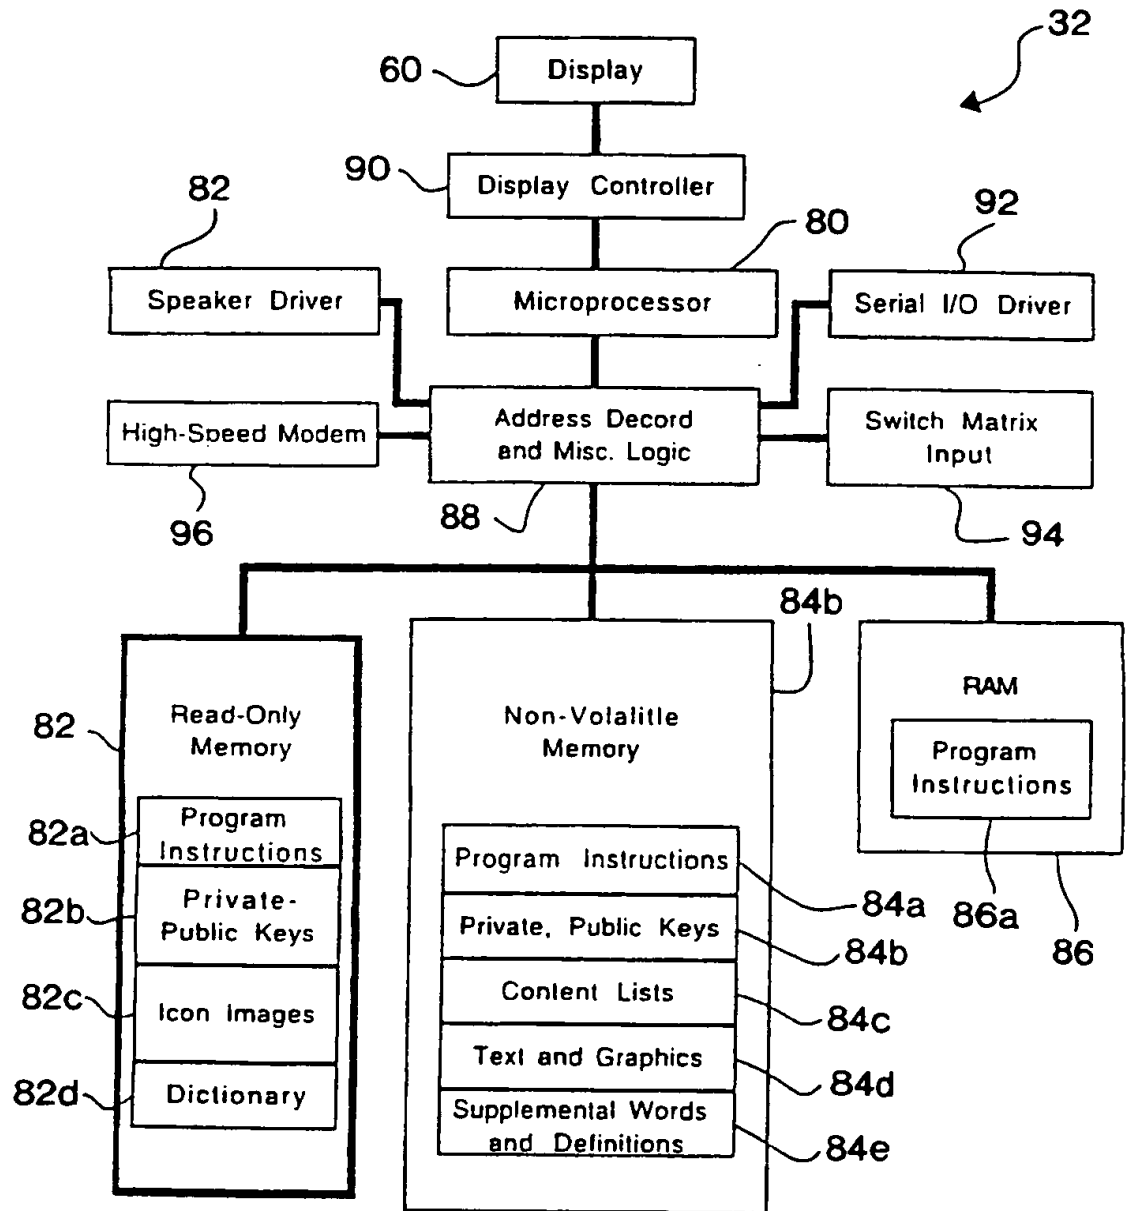 32
60
Display
90
Display Controller
82
80
92
Speaker Driver
Microprocessor
Serial I/O Driver
High-Speed Modem
Address Decord
and Misc. Logic
Switch Matrix
Input
96
88
94
84b
82
Read-Only
Memory
Non-Volalitle
Memory
RAM
Program
Instructions
82a
Program
Instructions
82b
Private-
Public Keys
82c
Icon Images
82d
Dictionary
Program Instructions
84a
Private, Public Keys
84b
Content Lists
84c
Text and Graphics
84d
Supplemental Words
and Definitions
84e
86a
86